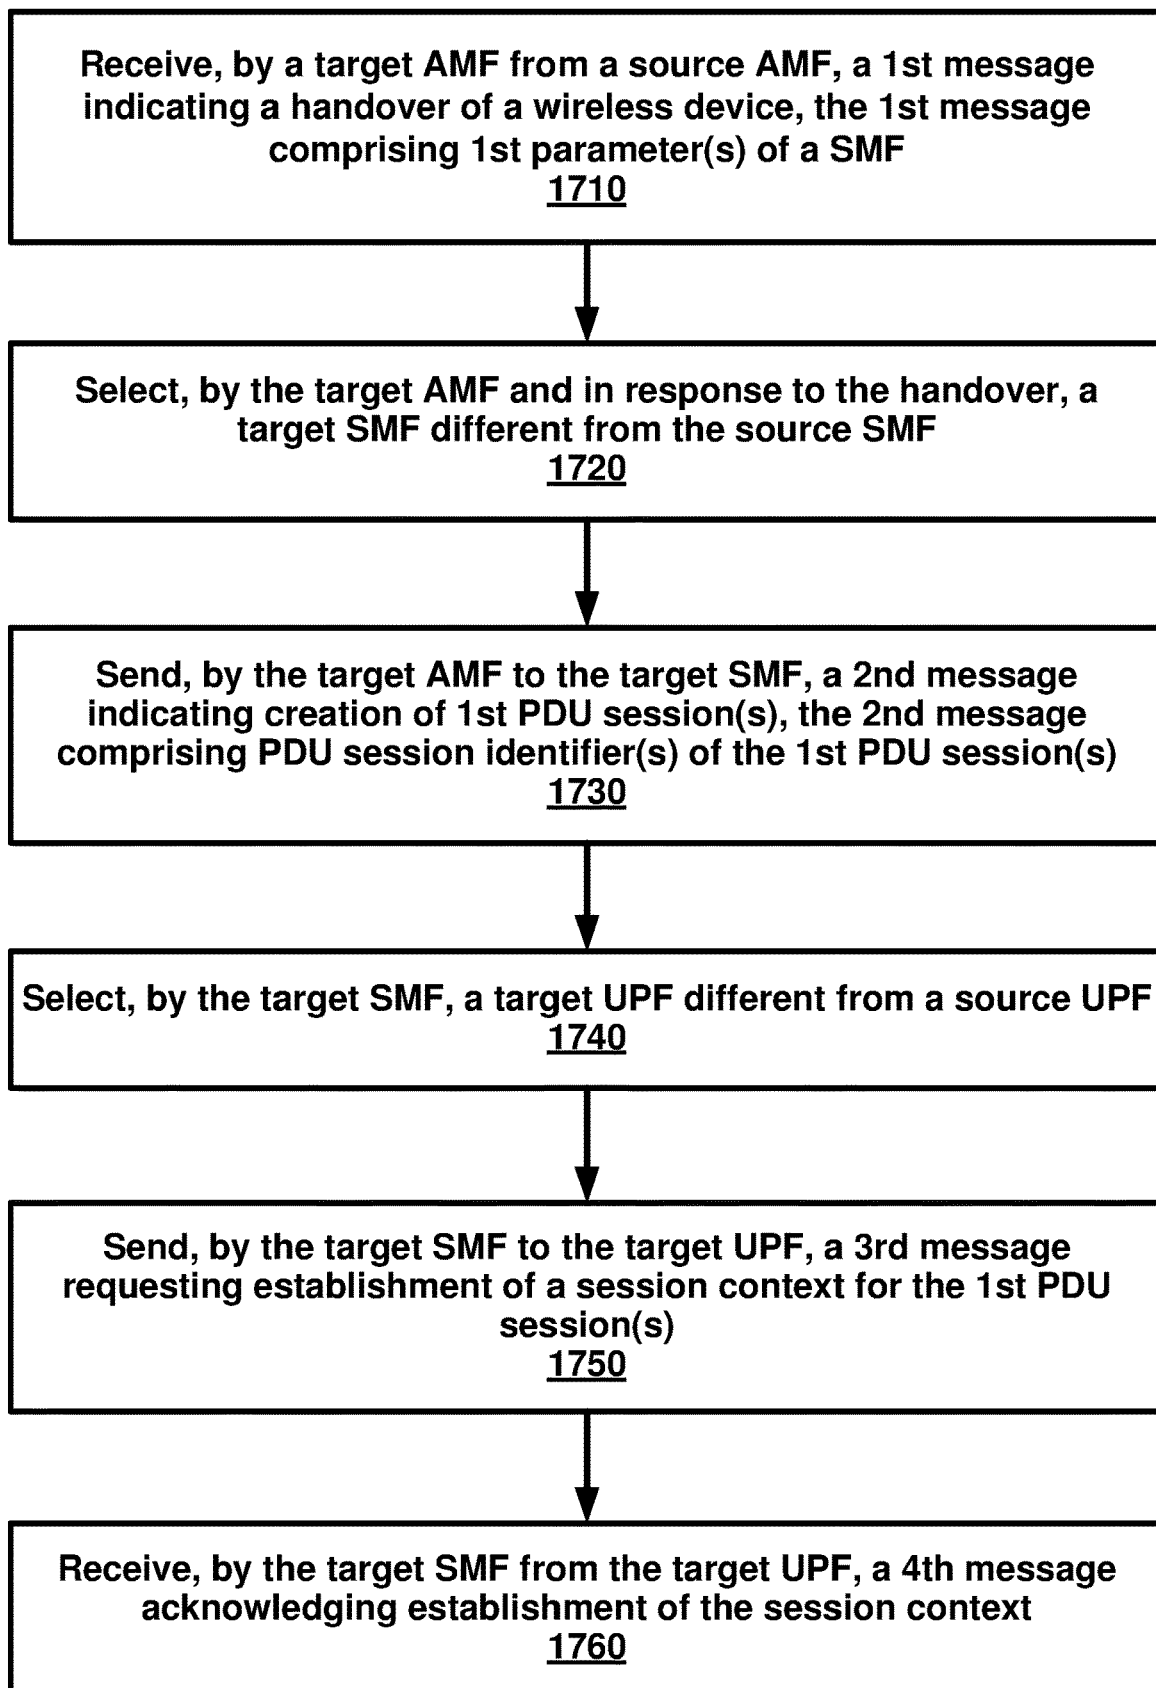 Receive, by a target AMF from a source AMF, a 1st message
indicating a handover of a wireless device, the 1st message
comprising 1st parameter(s) of a SMF
1710
Select, by the target AMF and in response to the handover, a
target SMF different from the source SMF
1720
Send, by the target AMF to the target SMF, a 2nd message
indicating creation of 1st PDU session(s), the 2nd message
comprising PDU session identifier(s) of the 1st PDU session(s)
1730
Select, by the target SMF, a target UPF different from a source UPF
1740
Send, by the target SMF to the target UPF, a 3rd message
requesting establishment of a session context for the 1st PDU
session(s)
1750
Receive, by the target SMF from the target UPF, a 4th message
acknowledging establishment of the session context
1760